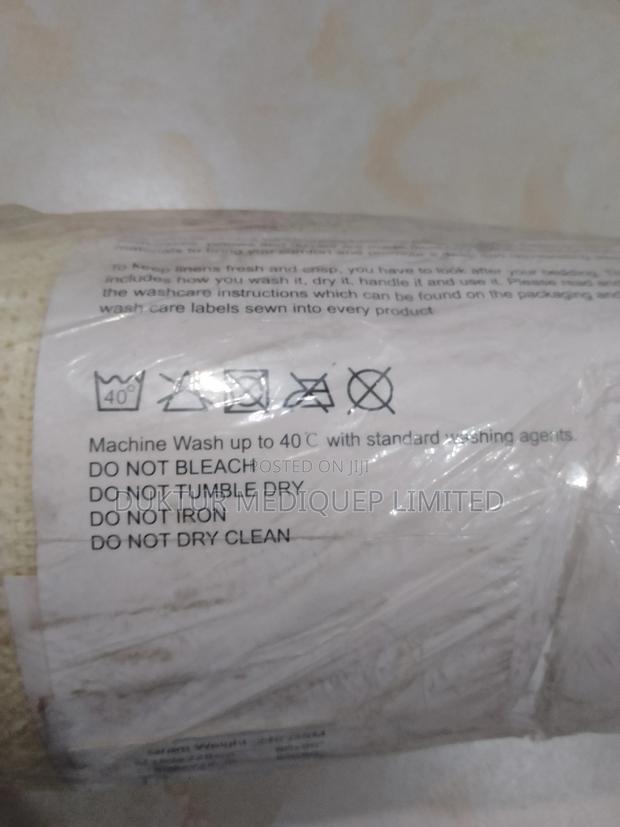 To keep linens fresh and crisp, you have to look after your bedding.
includes how you wash it, dry it, handle it and use it. Please read and
the washcare instructions which can be found on the packaging and
wash care labels sewn into every product
40°
Machine Wash up to 40℃ with standard washing agents.
DO NOT BLEACH
POSTED ON JIJI
DO NOT TUMBLE DRY
DUKTUR MEDIQUEP LIMITED
DO NOT IRON
DO NOT DRY CLEAN